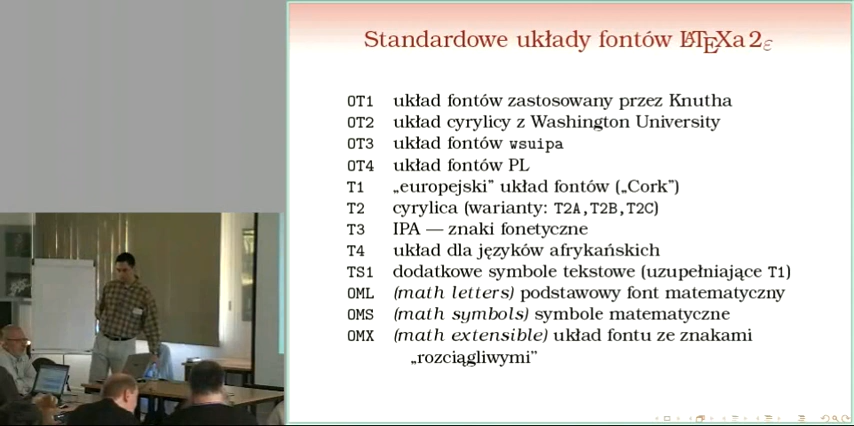 Standardowe układy fontów LATEXa 2ε
OT1 układ fontów zastosowany przez Knutha
OT2 układ cyrylicy z Washington University
OT3 układ fontów wsuipa
OT4 układ fontów PL
T1 „europejski” układ fontów („Cork”)
T2 cyrylica (warianty: T2A,T2B,T2C)
T3 IPA — znaki fonetyczne
T4 układ dla języków afrykańskich
TS1 dodatkowe symbole tekstowe (uzupełniające T1)
OML (math letters) podstawowy font matematyczny
OMS (math symbols) symbole matematyczne
OMX (math extensible) układ fontu ze znakami
„rozciągliwymi”